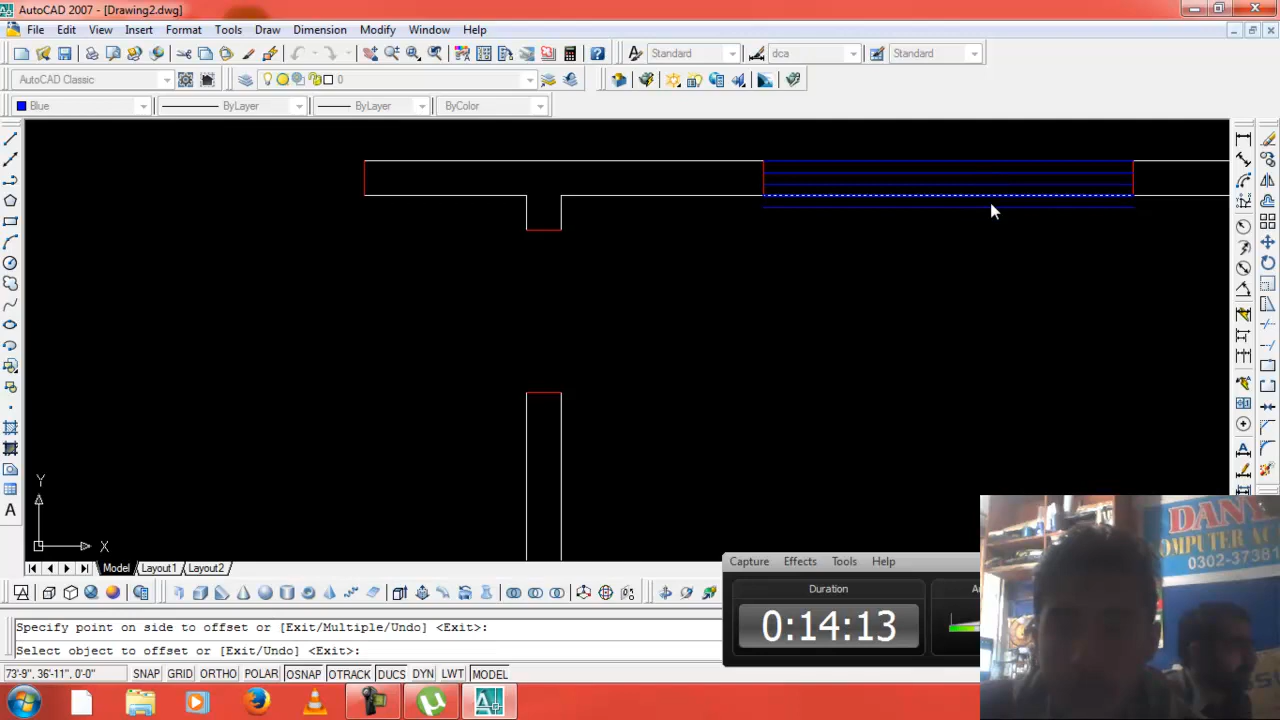 AutoCAD 2007 - [Drawing2.dwg]
File Edit View Insert Format Tools Draw Dimension Modify Window Help
Standard dca Standard
AutoCAD Classic 0
Blue ByLayer ByLayer ByColor
Y
X
A
A
Model Layout1 Layout2
Capture Effects Tools Help
Duration
0:14:13
Specify point on side to offset or [Exit/Multiple/Undo] <Exit>:
Select object to offset or [Exit/Undo] <Exit>:
73'-9", 36'-11", 0'-0" SNAP GRID ORTHO POLAR OSNAP OTRACK DUCS DYN LWT MODEL
COMPUTER AC
0302-37381